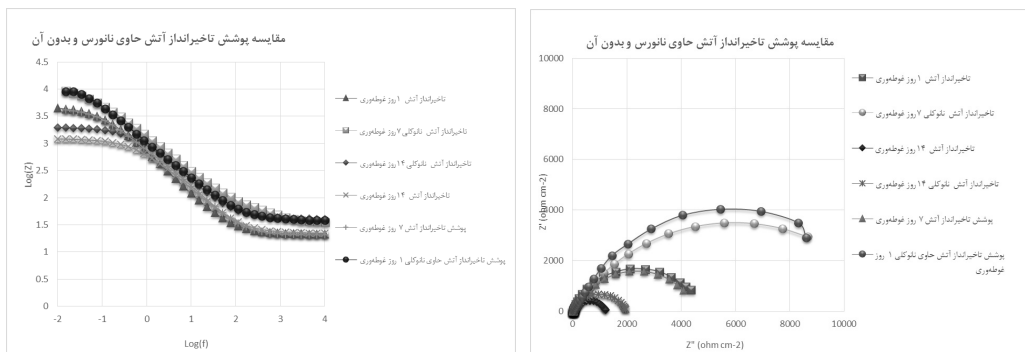 مقایسه پوشش تاخیرانداز آتش حاوی نانورس و بدون آن
4.5
4
3.5
3
2.5
2
1.5
1
0.5
0
-2
-1
0
1
2
3
4
Log(Z)
Log(f)
تاخیرانداز آتش ۱ روز غوطه‌وری
تاخیرانداز آتش نانوکلی ۷ روز غوطه‌وری
تاخیرانداز آتش نانوکلی ۱۴ روز غوطه‌وری
تاخیرانداز آتش ۱۴ روز غوطه‌وری
پوشش تاخیرانداز آتش ۷ روز غوطه‌وری
پوشش تاخیرانداز آتش حاوی نانوکلی ۱ روز غوطه‌وری
مقایسه پوشش تاخیرانداز آتش حاوی نانورس و بدون آن
10000
8000
6000
4000
2000
0
0
2000
4000
6000
8000
10000
Z' (ohm cm-2)
Z" (ohm cm-2)
تاخیرانداز آتش ۱ روز غوطه‌وری
تاخیرانداز آتش نانوکلی ۷ روز غوطه‌وری
تاخیرانداز آتش ۱۴ روز غوطه‌وری
تاخیرانداز آتش نانوکلی ۱۴ روز غوطه‌وری
پوشش تاخیرانداز آتش ۷ روز غوطه‌وری
پوشش تاخیرانداز آتش حاوی نانوکلی ۱ روز
غوطه‌وری